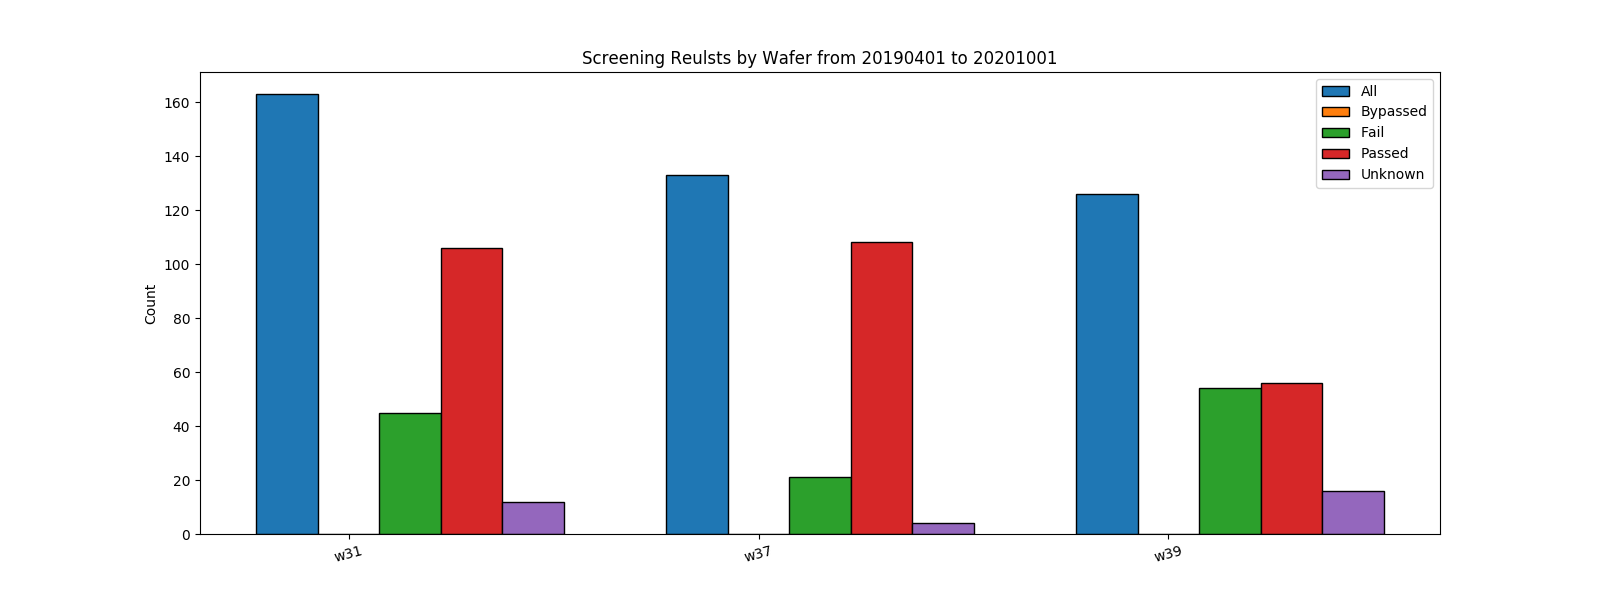 Screening Reulsts by Wafer from 20190401 to 20201001
All
Bypassed
Fail
Passed
Unknown
Count
160
140
120
100
80
60
40
20
0
w31
w37
w39